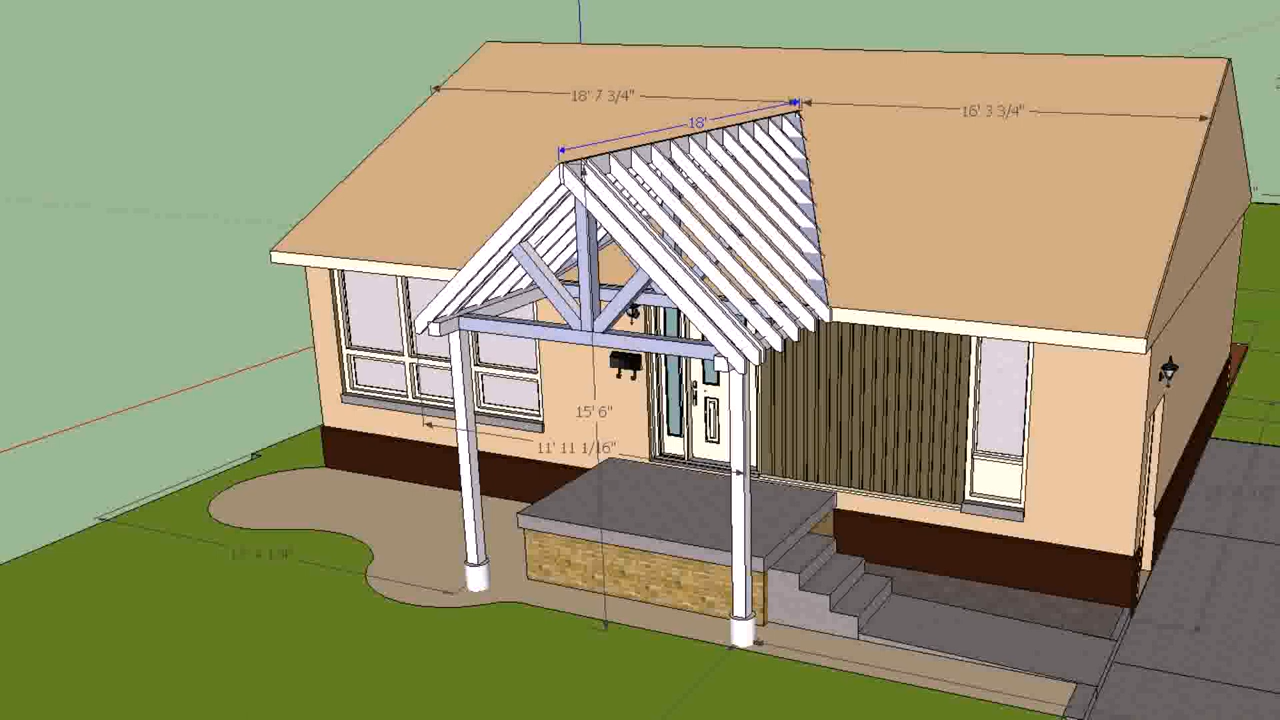 18' 7 3/4"
16' 3 3/4"
18'
15' 6"
11' 11 1/16"